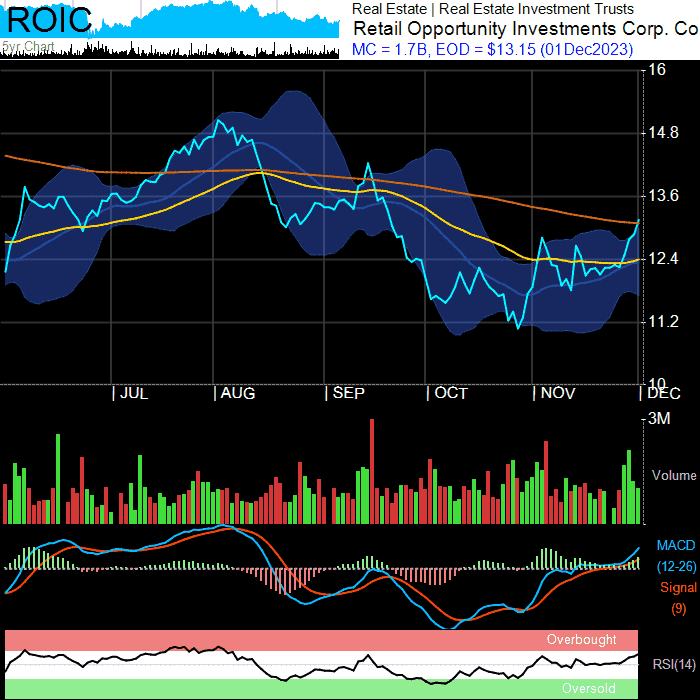 ROIC
5yr Chart
Real Estate | Real Estate Investment Trusts
Retail Opportunity Investments Corp. Co
MC = 1.7B, EOD = $13.15 (01Dec2023)
16
14.8
13.6
12.4
11.2
10
| JUL | AUG | SEP | OCT | NOV | DEC
3M
Volume
MACD
(12-26)
Signal
(9)
Overbought
RSI(14)
Oversold